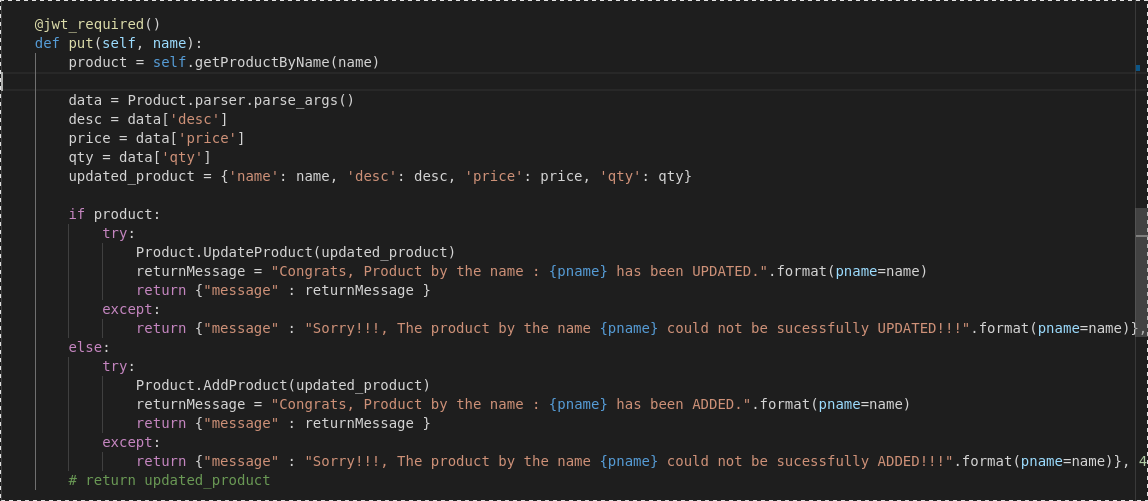 @jwt_required()
def put(self, name):
    product = self.getProductByName(name)

    data = Product.parser.parse_args()
    desc = data['desc']
    price = data['price']
    qty = data['qty']
    updated_product = {'name': name, 'desc': desc, 'price': price, 'qty': qty}

    if product:
        try:
            Product.UpdateProduct(updated_product)
            returnMessage = "Congrats, Product by the name : {pname} has been UPDATED.".format(pname=name)
            return {"message" : returnMessage }
        except:
            return {"message" : "Sorry!!!, The product by the name {pname} could not be sucessfully UPDATED!!!".format(pname=name)},
    else:
        try:
            Product.AddProduct(updated_product)
            returnMessage = "Congrats, Product by the name : {pname} has been ADDED.".format(pname=name)
            return {"message" : returnMessage }
        except:
            return {"message" : "Sorry!!!, The product by the name {pname} could not be sucessfully ADDED!!!".format(pname=name)}, 4
    # return updated_product